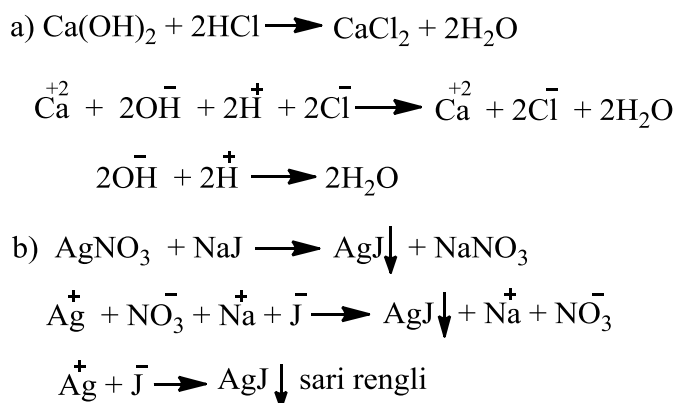 a) Ca(OH)₂ + 2HCl ⟶ CaCl₂ + 2H₂O
Ca⁺² + 2OH⁻ + 2H⁺ + 2Cl⁻ ⟶ Ca⁺² + 2Cl⁻ + 2H₂O
2OH⁻ + 2H⁺ ⟶ 2H₂O
b) AgNO₃ + NaJ ⟶ AgJ↓ + NaNO₃
Ag⁺ + NO₃⁻ + Na⁺ + J⁻ ⟶ AgJ↓ + Na⁺ + NO₃⁻
Ag⁺ + J⁻ ⟶ AgJ↓ sari rengli